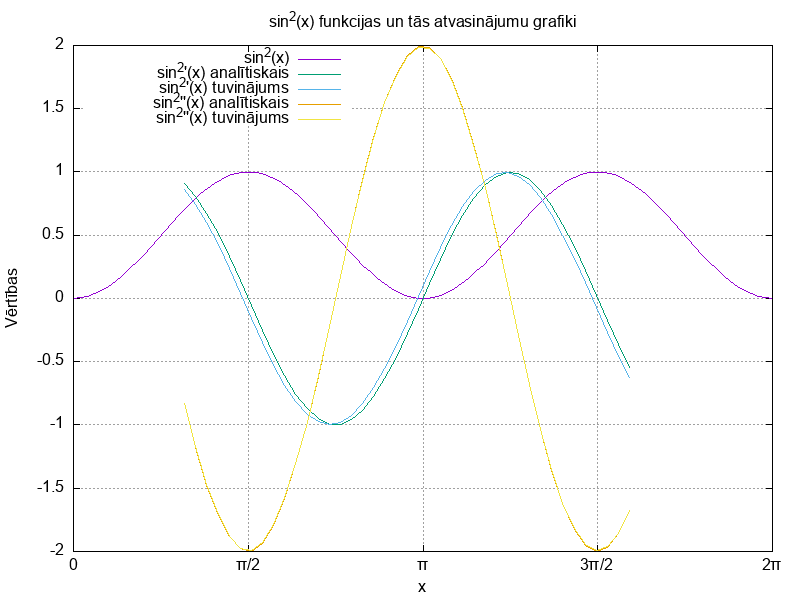 sin²(x) funkcijas un tās atvasinājumu grafiki
sin²(x)
sin²'(x) analītiskais
sin²'(x) tuvinājums
sin²''(x) analītiskais
sin²''(x) tuvinājums
2
1.5
1
0.5
0
-0.5
-1
-1.5
-2
Vērtības
0 π/2 π 3π/2 2π
x